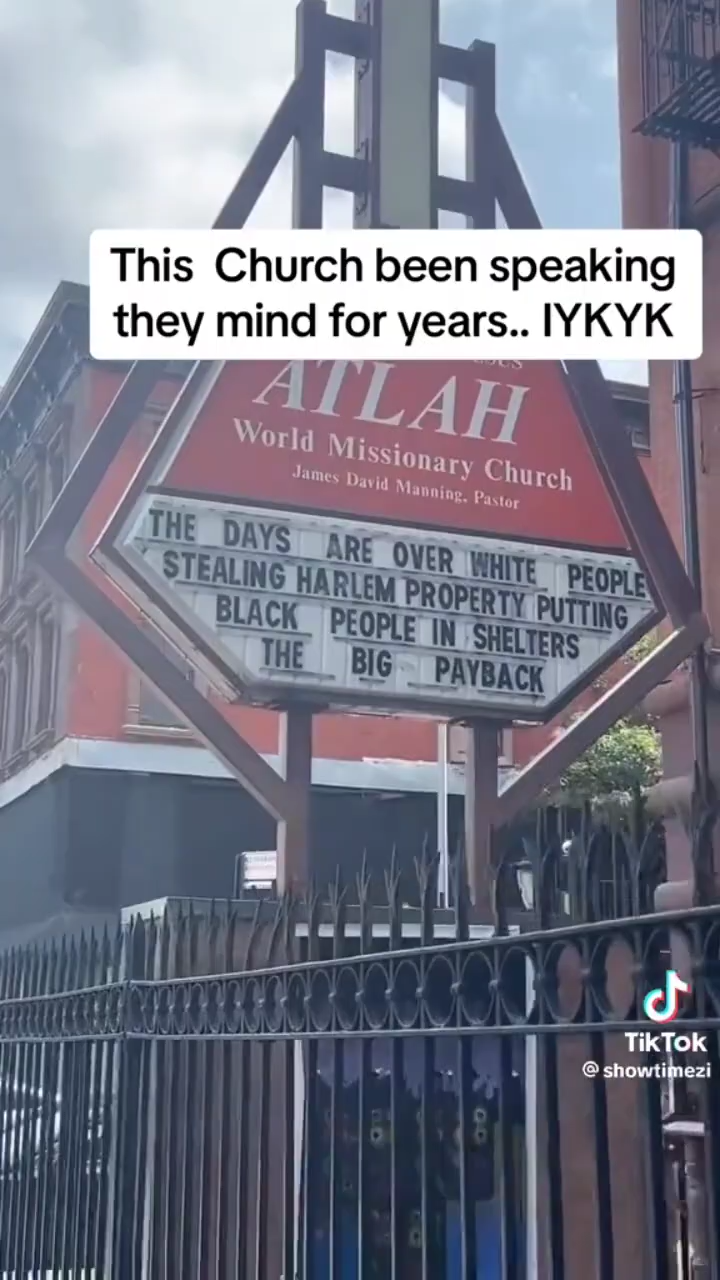 This Church been speaking
they mind for years.. IYKYK
ATLAH
World Missionary Church
James David Manning, Pastor
THE DAYS ARE OVER WHITE PEOPLE
STEALING HARLEM PROPERTY PUTTING
BLACK PEOPLE IN SHELTERS
THE BIG PAYBACK
TikTok
@showtimezi